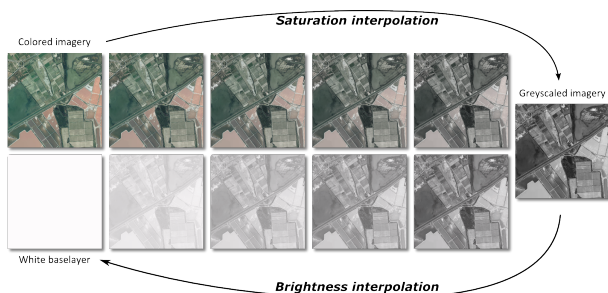 Saturation interpolation
Colored imagery
Greyscaled imagery
White baselayer
Brightness interpolation